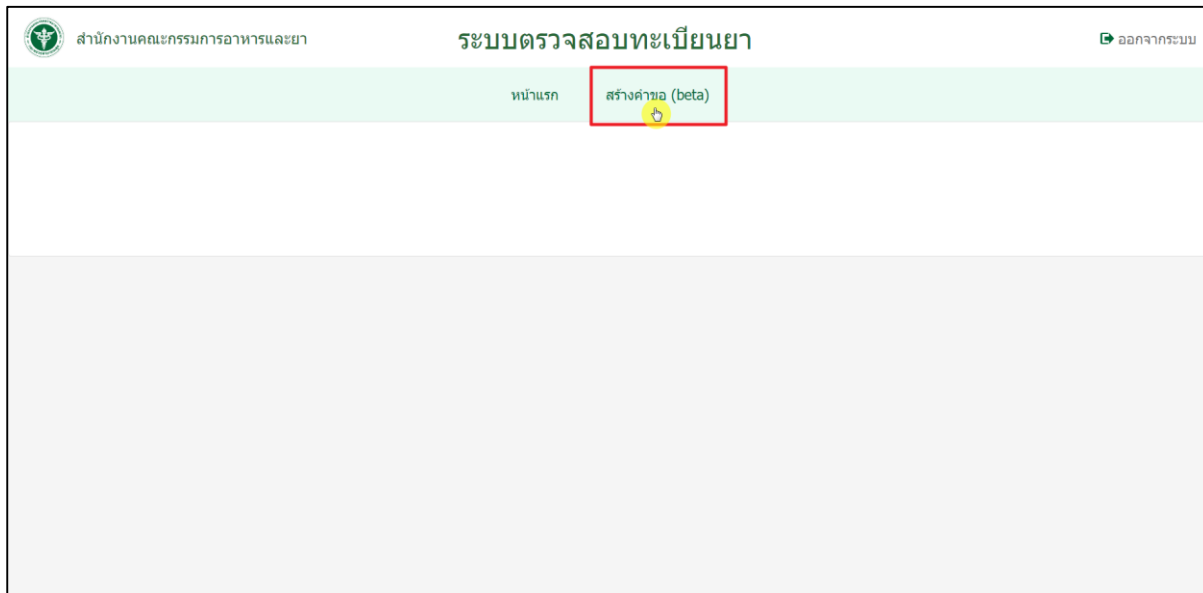 สำนักงานคณะกรรมการอาหารและยา
ระบบตรวจสอบทะเบียนยา
ออกจากระบบ
หน้าแรก
สร้างคำขอ (beta)